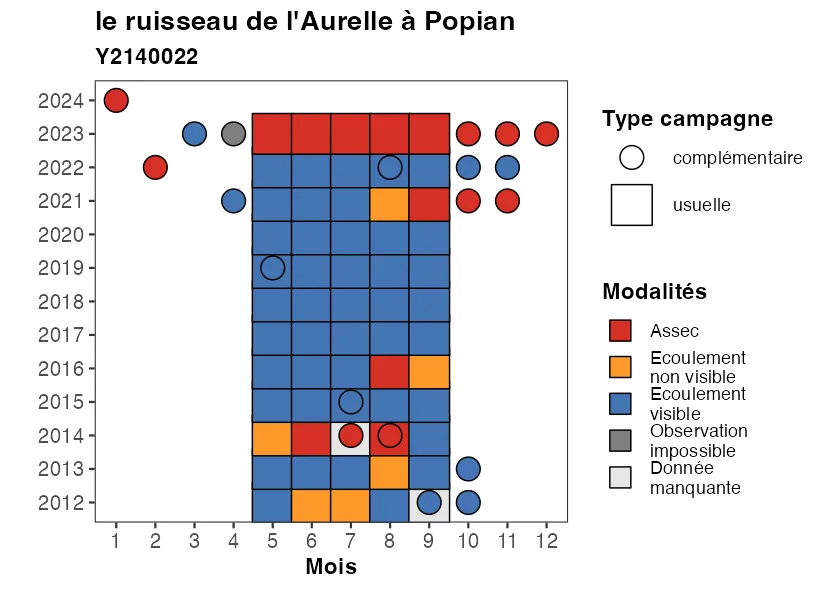 le ruisseau de l'Aurelle à Popian
Y2140022
2024
2023
2022
2021
2020
2019
2018
2017
2016
2015
2014
2013
2012
1 2 3 4 5 6 7 8 9 10 11 12
Mois
Type campagne
complémentaire
usuelle
Modalités
Assec
Ecoulement
non visible
Ecoulement
visible
Observation
impossible
Donnée
manquante